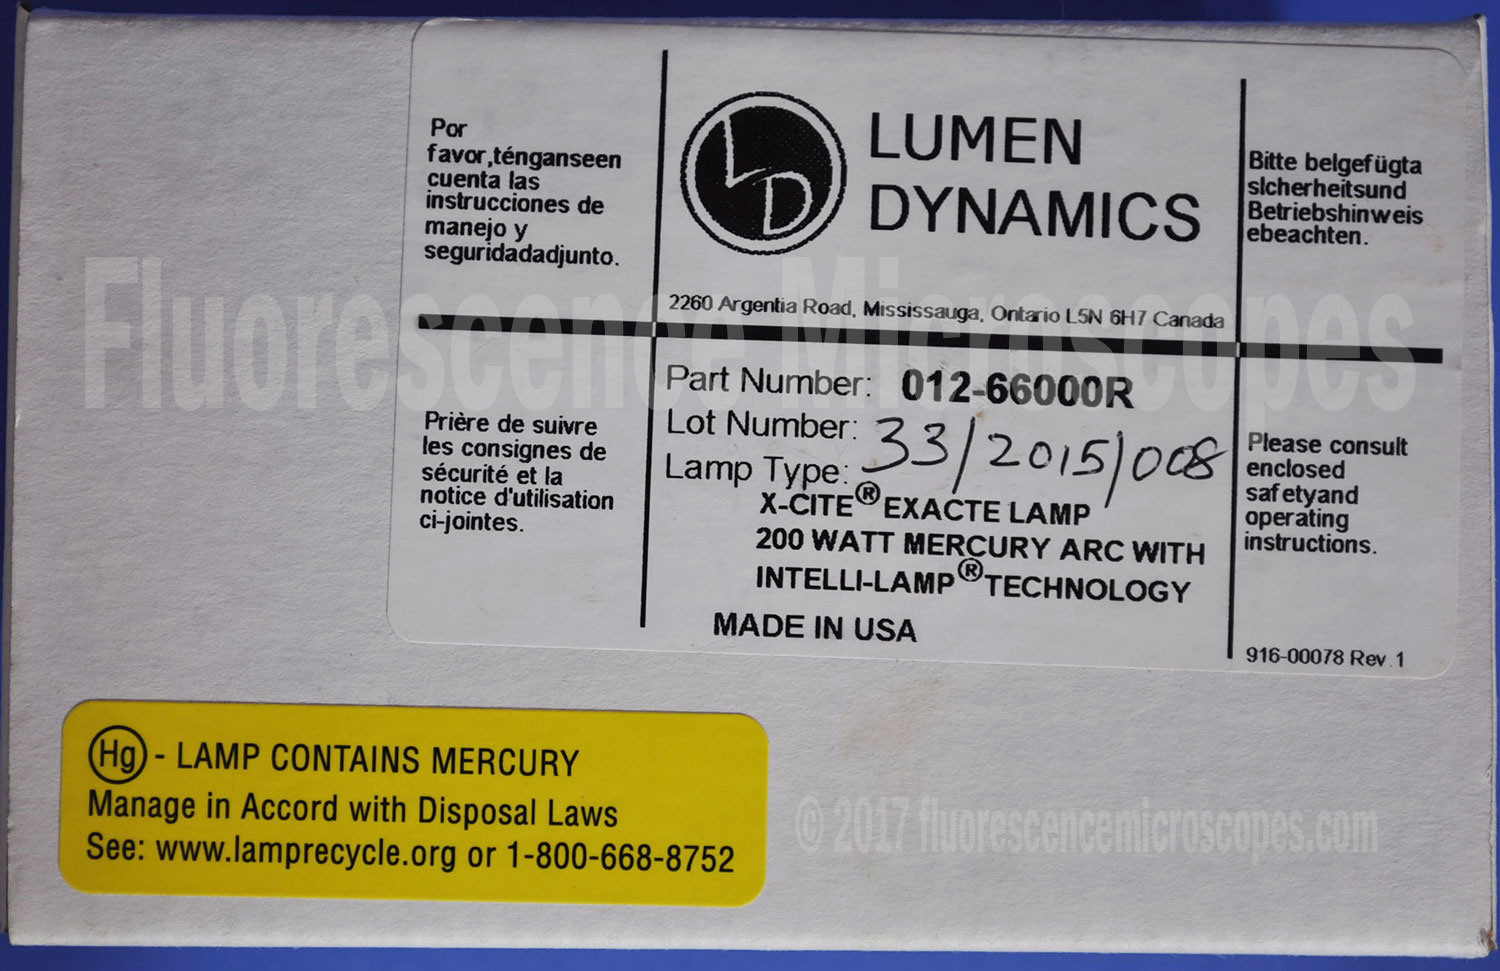 Por
favor,ténganseen
cuenta las
instrucciones de
manejo y
seguridadadjunto.
LD
LUMEN
DYNAMICS
2260 Argentia Road, Mississauga, Ontario L5N 6H7 Canada
Bitte belgefügta
slcherheitsund
Betriebshinweis
ebeachten.
Fluorescence Microscopes
Prière de suivre
les consignes de
sécurité et la
notice d'utilisation
ci-jointes.
Part Number: 012-66000R
Lot Number: 33/2015/008
Lamp Type:
X-CITE® EXACTE LAMP
200 WATT MERCURY ARC WITH
INTELLI-LAMP® TECHNOLOGY
MADE IN USA
Please consult
enclosed
safetyand
operating
instructions.
916-00078 Rev.1
Hg - LAMP CONTAINS MERCURY
Manage in Accord with Disposal Laws
See: www.lamprecycle.org or 1-800-668-8752
© 2017 fluorescencemicroscopes.com